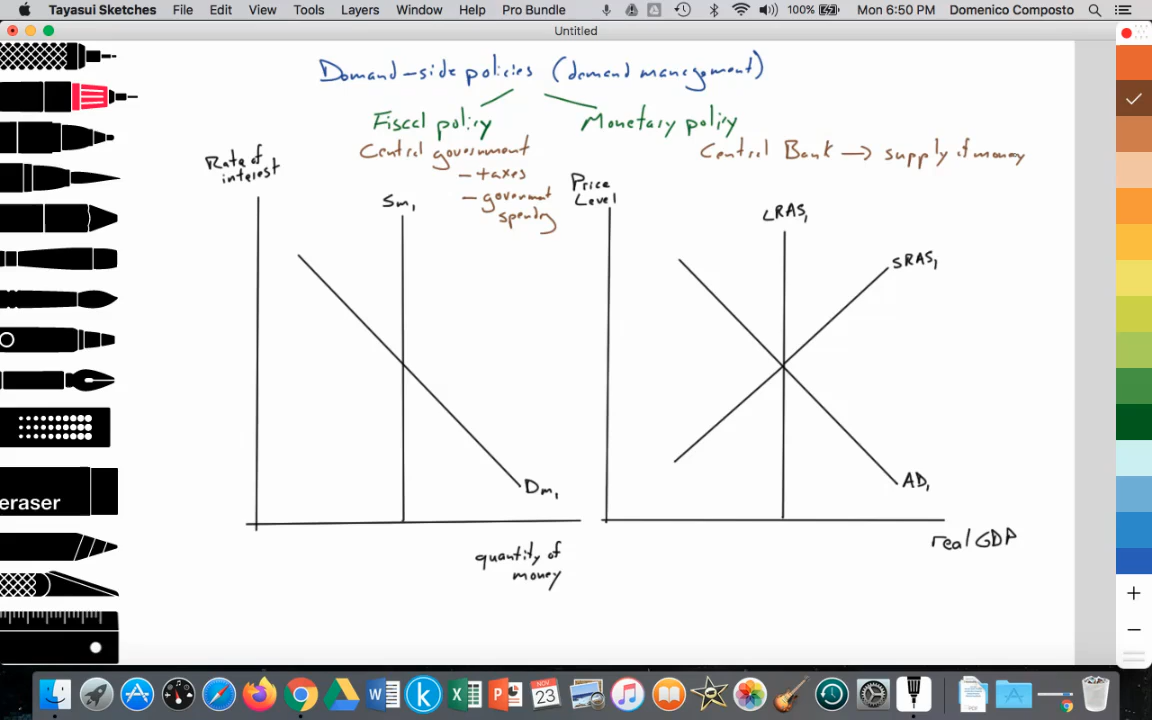 Tayasui Sketches File Edit View Tools Layers Window Help Pro Bundle 100% Mon 6:50 PM Domenico Composto
Untitled
Demand-side policies (demand management)
Fiscal policy Monetary policy
Central government Central Bank → supply of money
- taxes
- government
spending
Rate of
interest
Sm₁
Dm₁
quantity of
money
Price
Level
LRAS₁
SRAS₁
AD₁
real GDP
eraser
NOV
23